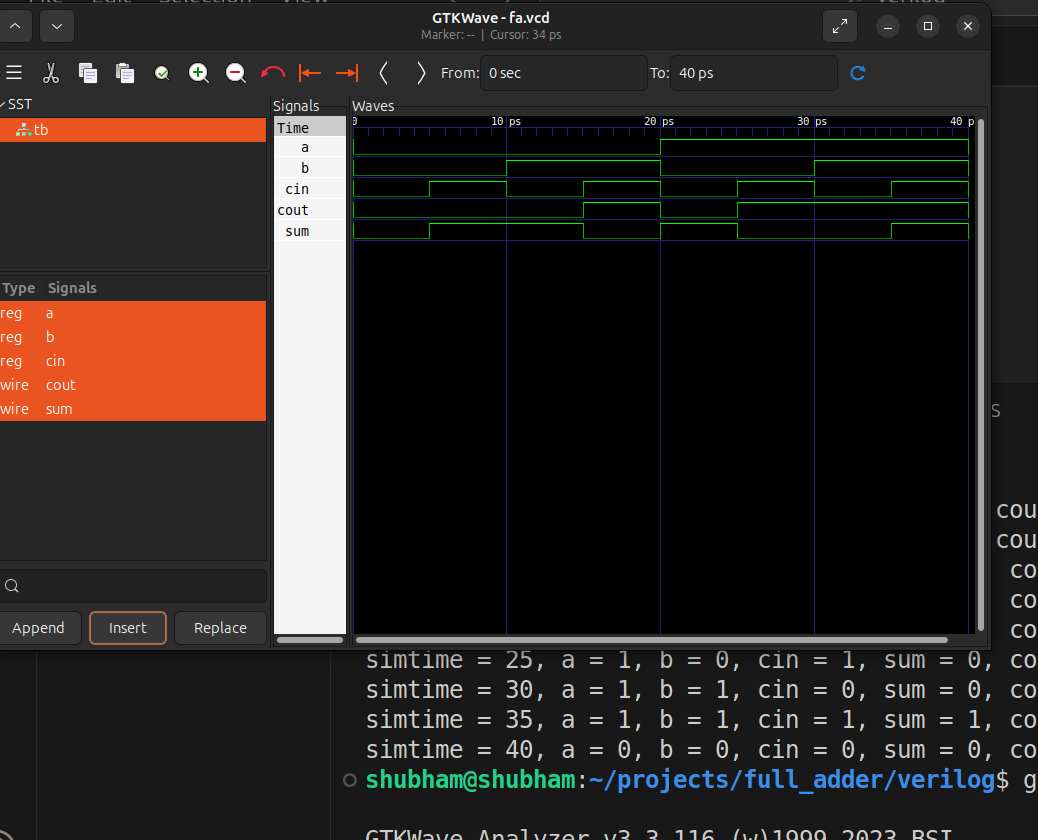 File Edit Selection View
verilog
GTKWave - fa.vcd
Marker: -- | Cursor: 34 ps
From: 0 sec To: 40 ps
SST
tb
Type Signals
reg a
reg b
reg cin
wire cout
wire sum
Append Insert Replace
Signals
Time
a
b
cin
cout
sum
Waves
0 10 ps 20 ps 30 ps 40 p
S
cou
cou
co
co
co
simtime = 25, a = 1, b = 0, cin = 1, sum = 0, co
simtime = 30, a = 1, b = 1, cin = 0, sum = 0, co
simtime = 35, a = 1, b = 1, cin = 1, sum = 1, co
simtime = 40, a = 0, b = 0, cin = 0, sum = 0, co
shubham@shubham:~/projects/full_adder/verilog$ g
GTKWave Analyzer v3.3.116 (w)1999-2023 BSI